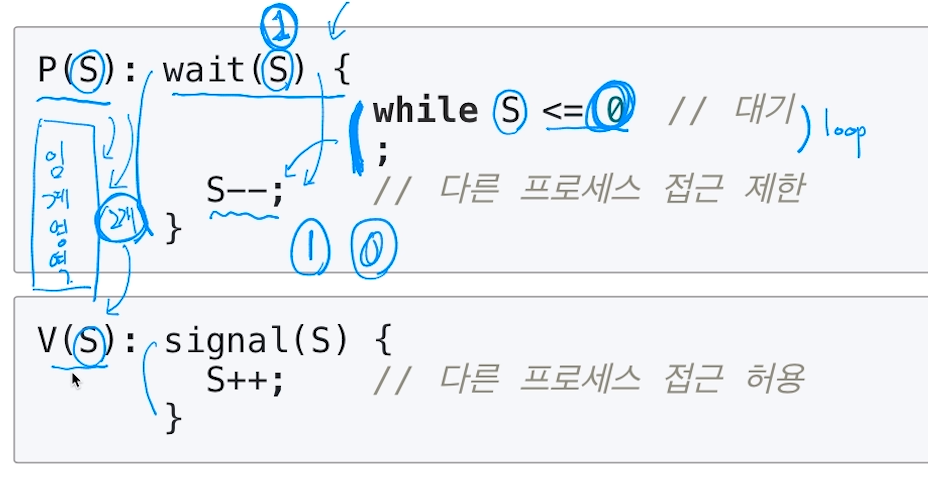 1
P(S): wait(S) {
while S <= 0 // 대기
loop
;
임계영역
S--; // 다른 프로세스 접근 제한
2개
}
1 0
V(S): signal(S) {
S++; // 다른 프로세스 접근 허용
}